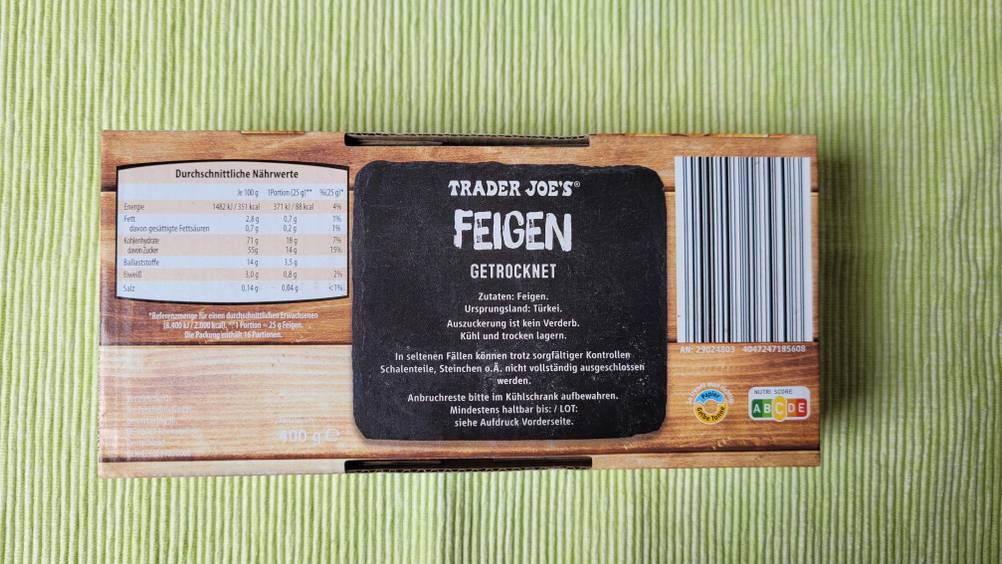 Durchschnittliche Nährwerte
Je 100 g 1Portion (25 g)** %(25 g)*
Energie 1482 kJ / 351 kcal 371 kJ / 88 kcal 4%
Fett 2,8 g 0,7 g 1%
davon gesättigte Fettsäuren 0,7 g 0,2 g 1%
Kohlenhydrate 71 g 18 g 7%
davon Zucker 55g 14 g 15%
Ballaststoffe 14 g 3,5 g
Eiweiß 3,0 g 0,8 g 2%
Salz 0,14 g 0,04 g <1%
*Referenzmenge für einen durchschnittlichen Erwachsenen
(8.400 kJ / 2.000 kcal), **1 Portion = 25 g Feigen.
Die Packung enthält 16 Portionen.
400 g ℮
TRADER JOE'S®
FEIGEN
GETROCKNET
Zutaten: Feigen.
Ursprungsland: Türkei.
Auszuckerung ist kein Verderb.
Kühl und trocken lagern.
In seltenen Fällen können trotz sorgfältiger Kontrollen
Schalenteile, Steinchen o.Ä. nicht vollständig ausgeschlossen
werden.
Anbruchreste bitte im Kühlschrank aufbewahren.
Mindestens haltbar bis: / LOT:
siehe Aufdruck Vorderseite.
AN: 29024803 4047247185608
Papier
Gelbe Tonne
NUTRI-SCORE
A B C D E